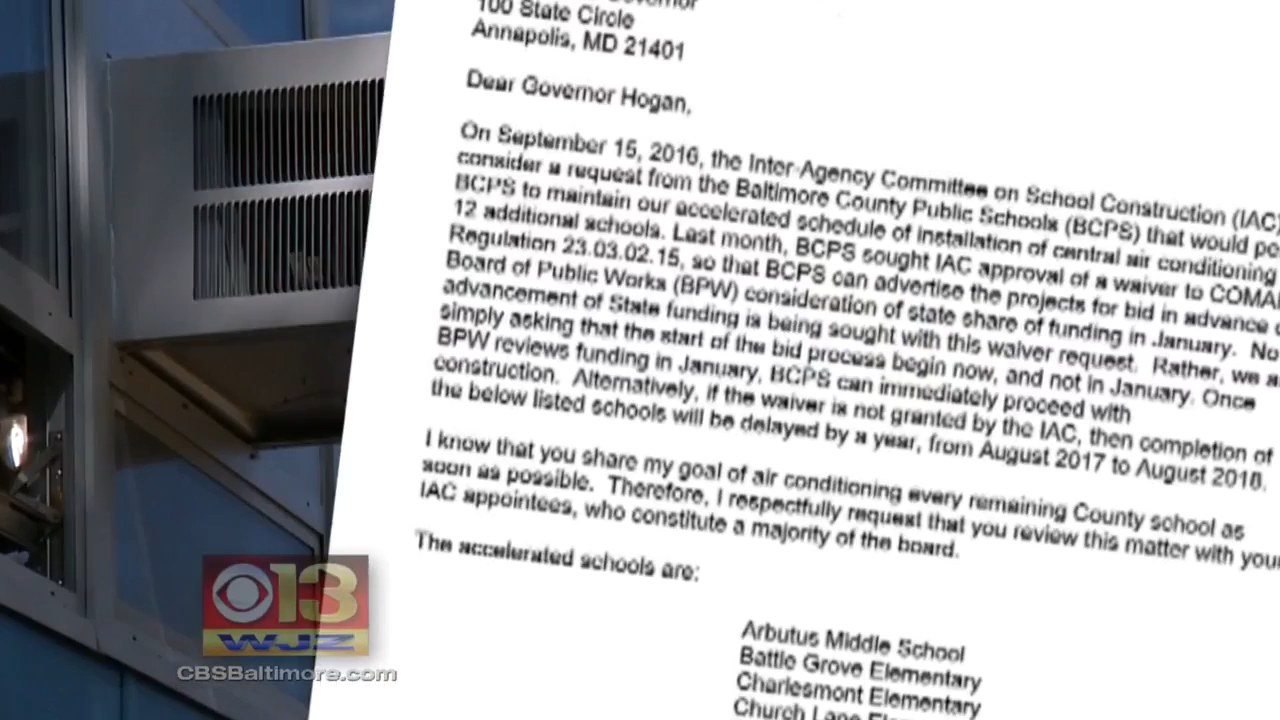 100 State Circle
Annapolis, MD 21401
Dear Governor Hogan,
On September 15, 2016, the Inter-Agency Committee on School Construction (IAC)
consider a request from the Baltimore County Public Schools (BCPS) that would
BCPS to maintain our accelerated schedule of installation of central air conditioning
12 additional schools. Last month, BCPS sought IAC approval of a waiver to
Regulation 23.03.02.15, so that BCPS can advertise the projects for bid in advance
Board of Public Works (BPW) consideration of state share of funding in January. No
advancement of State funding is being sought with this waiver request. Rather, we
simply asking that the start of the bid process begin now, and not in January. Once
BPW reviews funding in January, BCPS can immediately proceed with
construction. Alternatively, if the waiver is not granted by the IAC, then completion of
the below listed schools will be delayed by a year, from August 2017 to August 2018.
I know that you share my goal of air conditioning every remaining County school as
soon as possible. Therefore, I respectfully request that you review this matter with your
IAC appointees, who constitute a majority of the board.
The accelerated schools are:
Arbutus Middle School
Battle Grove Elementary
Charlesmont Elementary
Church Lane
13
WJZ
CBSBaltimore.com